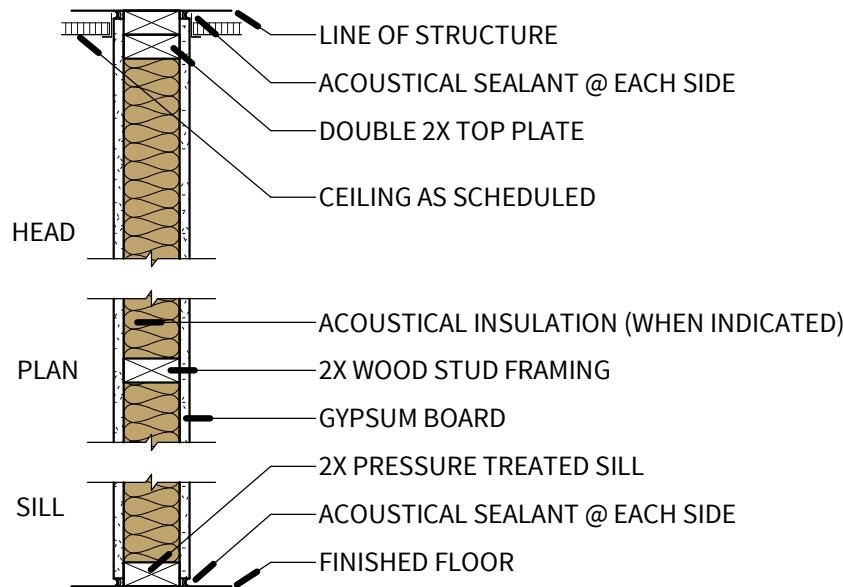 LINE OF STRUCTURE
ACOUSTICAL SEALANT @ EACH SIDE
DOUBLE 2X TOP PLATE
CEILING AS SCHEDULED
HEAD
ACOUSTICAL INSULATION (WHEN INDICATED)
PLAN
2X WOOD STUD FRAMING
GYPSUM BOARD
2X PRESSURE TREATED SILL
SILL
ACOUSTICAL SEALANT @ EACH SIDE
FINISHED FLOOR